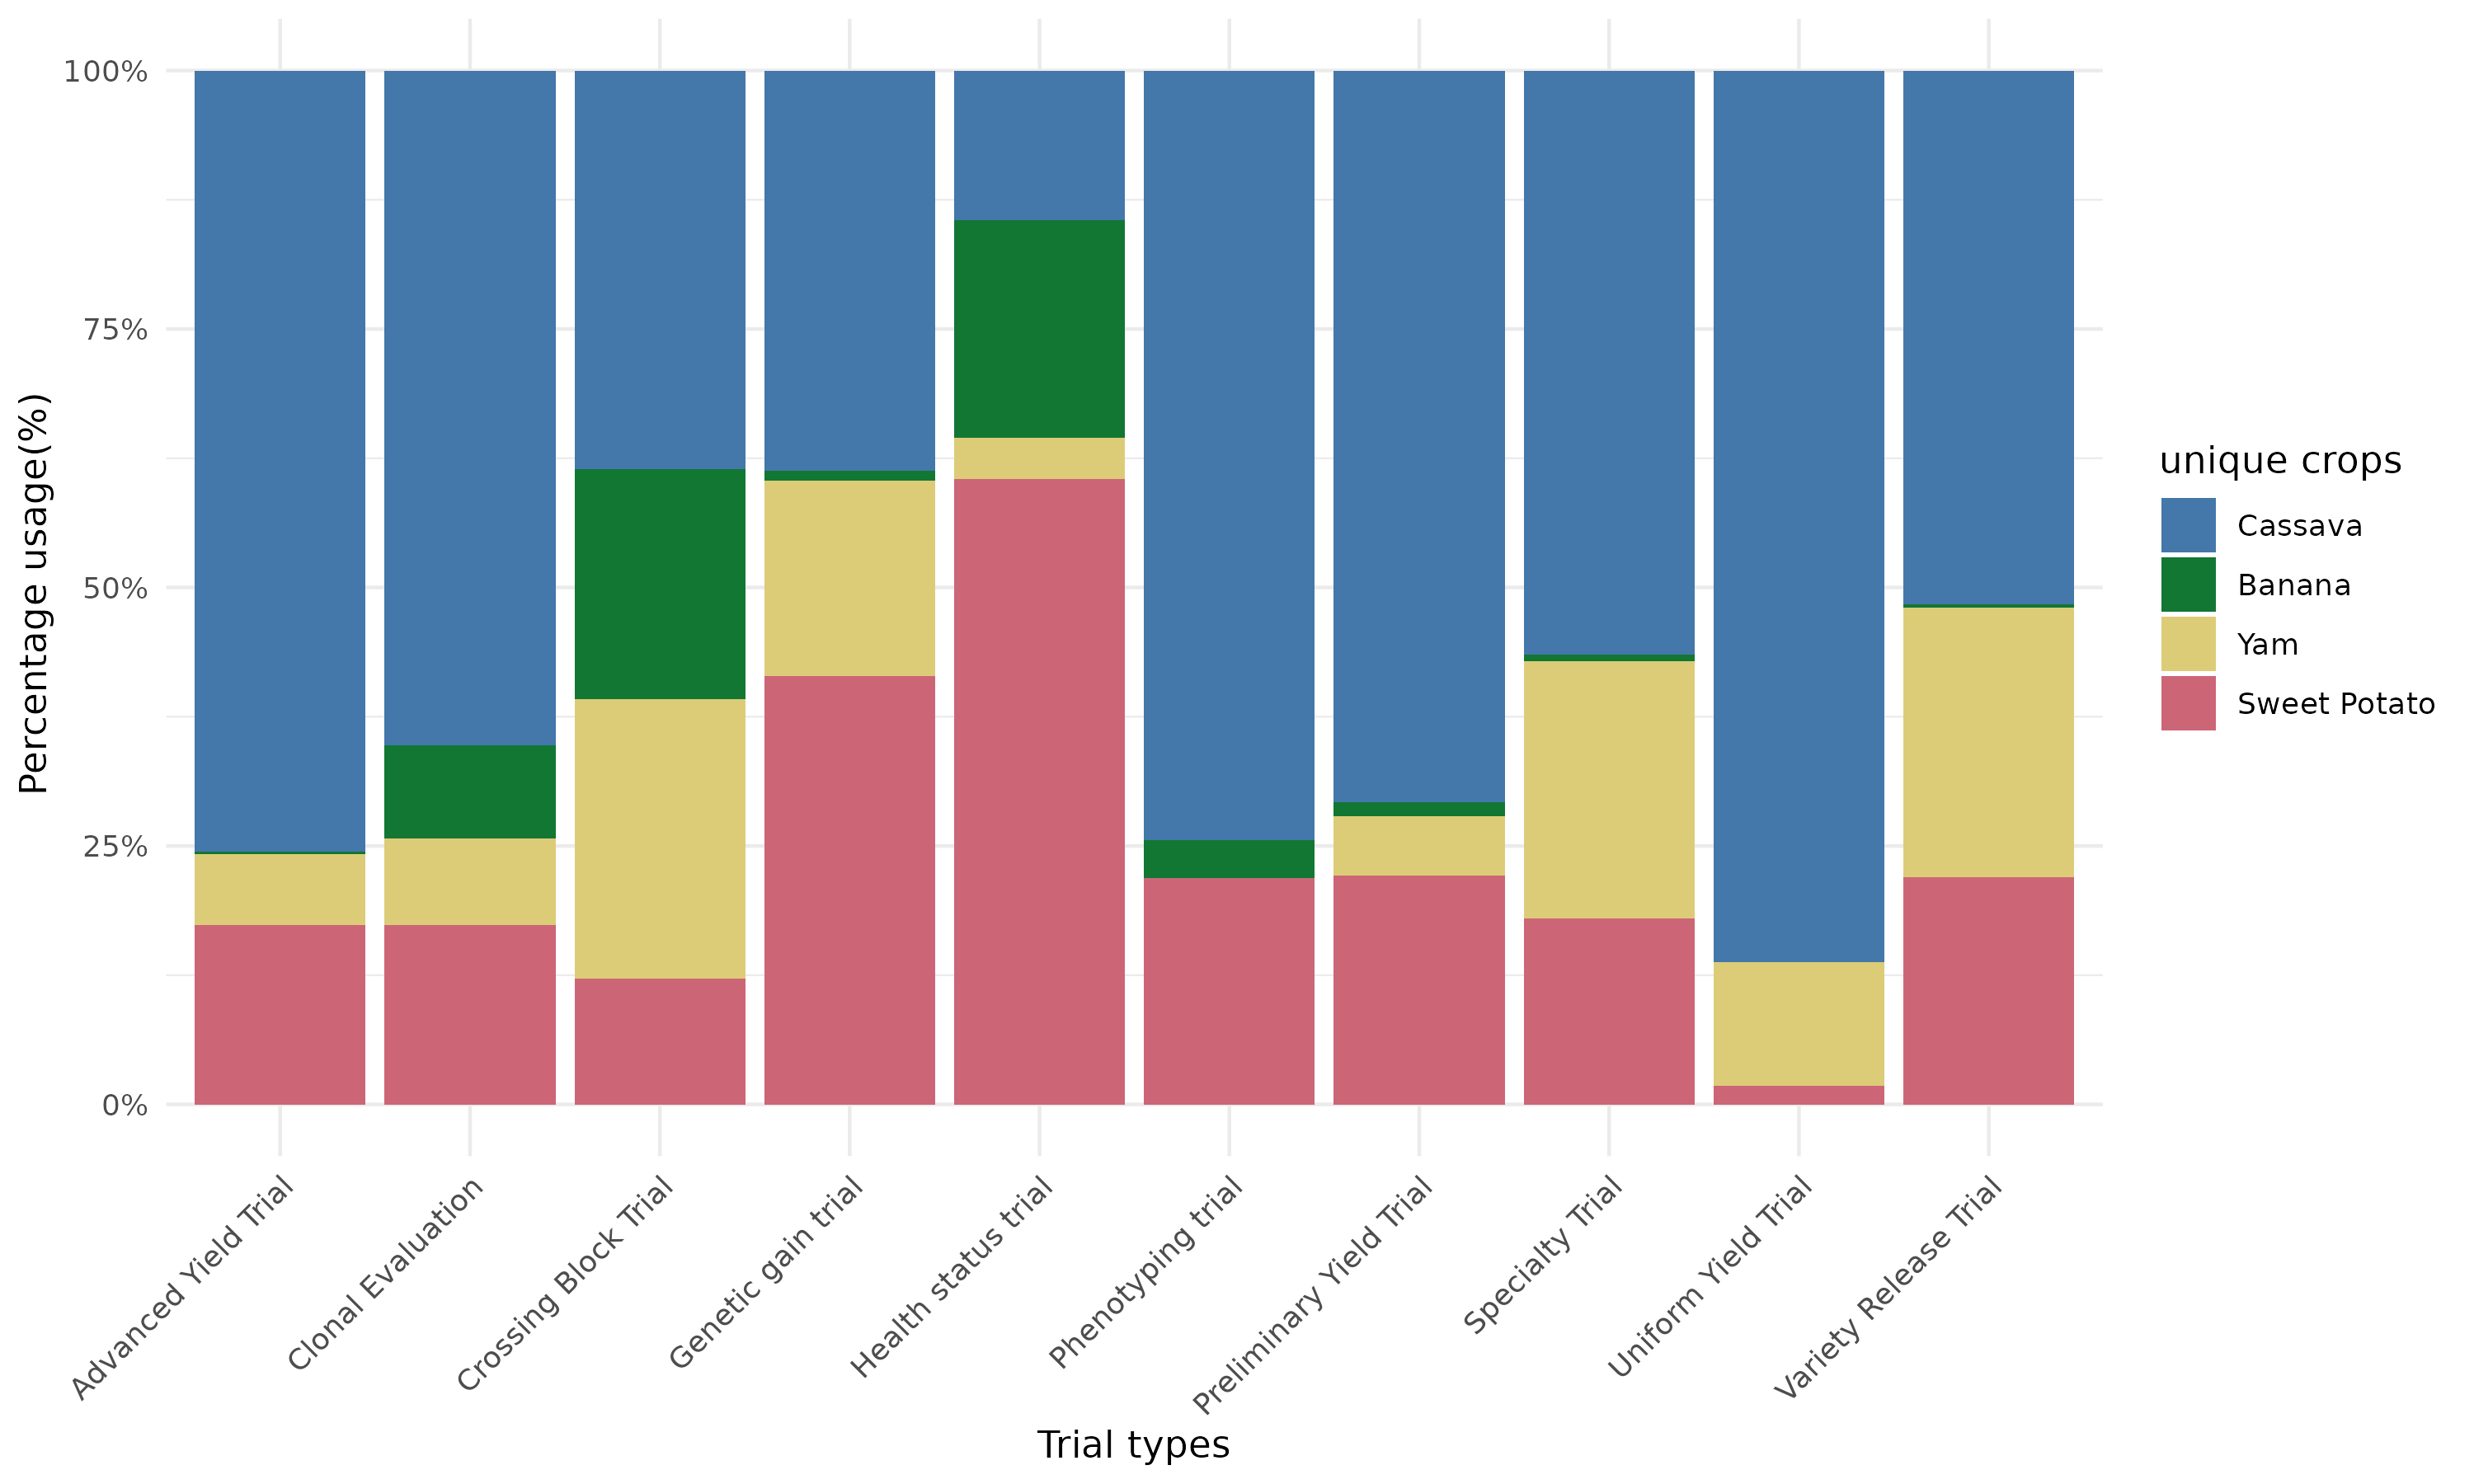 100%
75%
50%
25%
0%
Percentage usage(%)
Advanced Yield Trial
Clonal Evaluation
Crossing Block Trial
Genetic gain trial
Health status trial
Phenotyping trial
Preliminary Yield Trial
Specialty Trial
Uniform Yield Trial
Variety Release Trial
Trial types
unique crops
Cassava
Banana
Yam
Sweet Potato